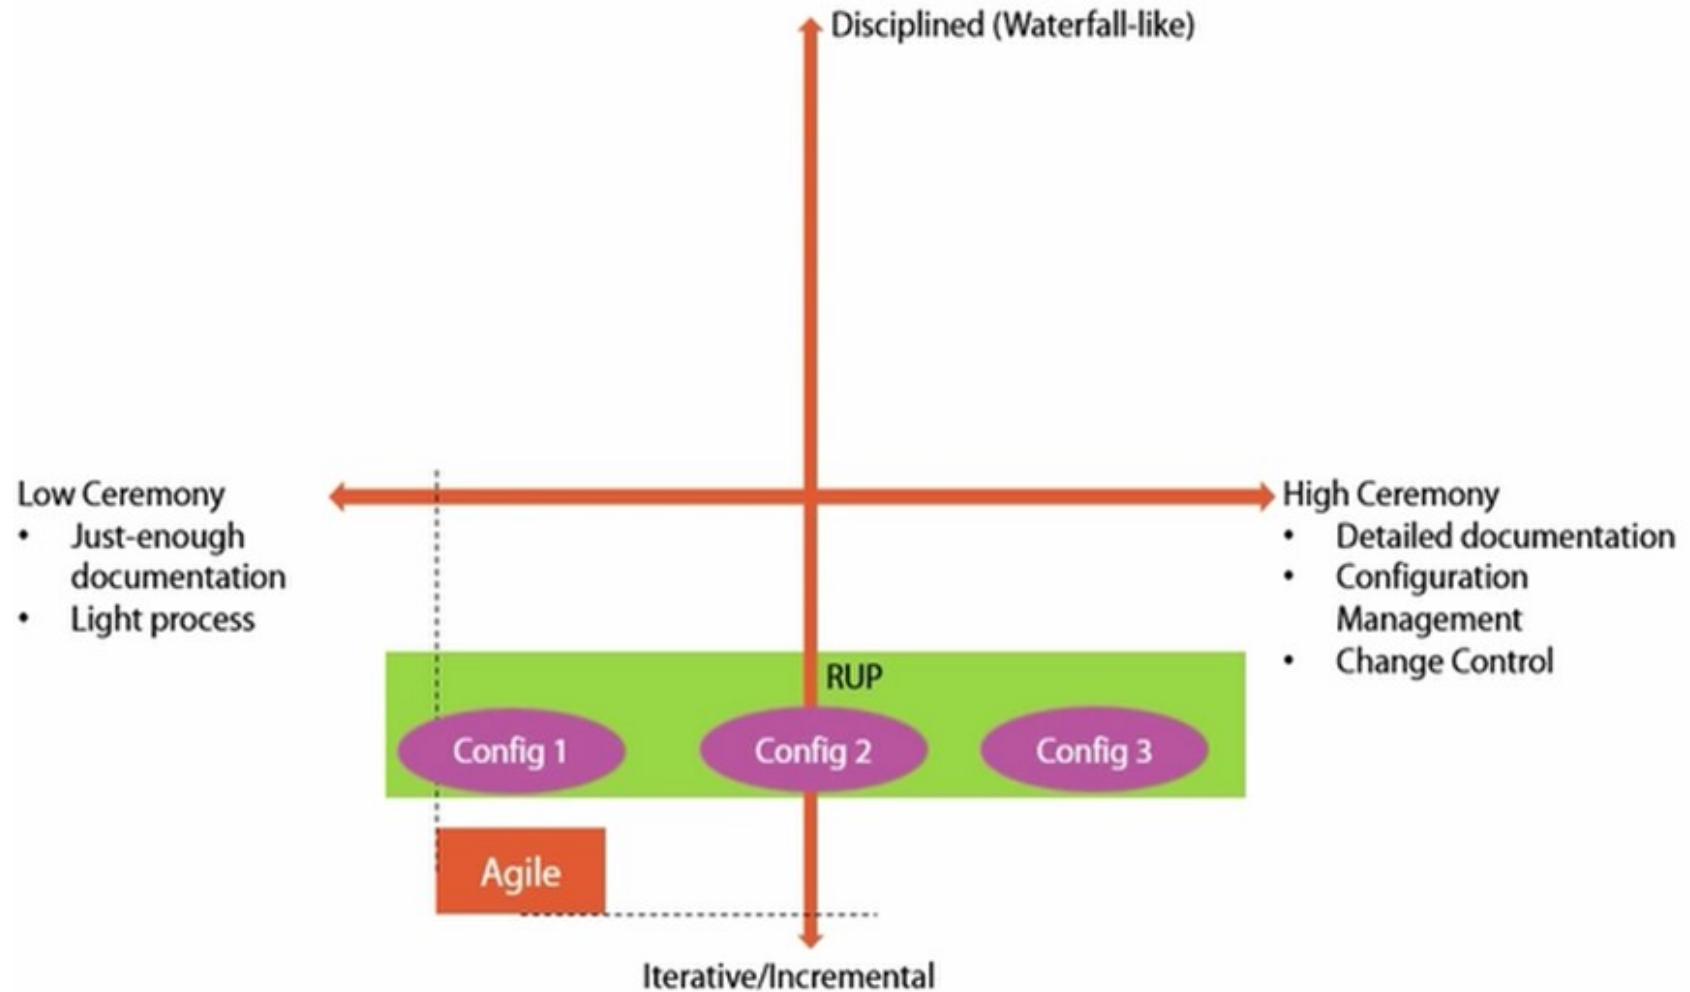 Disciplined (Waterfall-like)
Low Ceremony
• Just-enough
documentation
• Light process
High Ceremony
• Detailed documentation
• Configuration
Management
• Change Control
RUP
Config 1
Config 2
Config 3
Agile
Iterative/Incremental